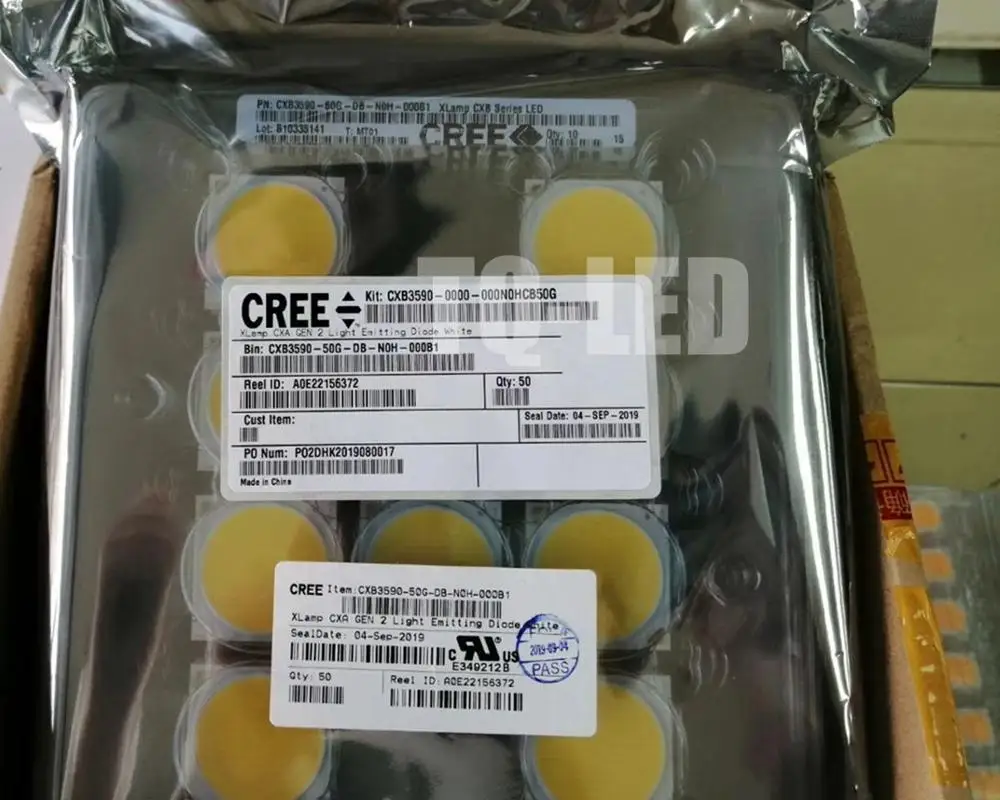 PN: CXB3590-50G-DB-N0H-000B1 XLamp CXB Series LED
Lot: B10335141 T: MT01 CREE Qty: 10 15
TQ LED
CREE Kit: CXB3590-0000-000N0HCB50G
XLamp CXA GEN 2 Light Emitting Diode White
Bin: CXB3590-50G-DB-N0H-000B1
Reel ID: A0E22156372 Qty: 50
Cust Item: Seal Date: 04-SEP-2019
PO Num: PO2DHK2019080017
Made in China
CREE Item:CXB3590-50G-DB-N0H-000B1
XLamp CXA GEN 2 Light Emitting Diode White
SealDate: 04-Sep-2019
c RU® US
E349212B
2019-09-04
PASS
Qty: 50 Reel ID:A0E22156372